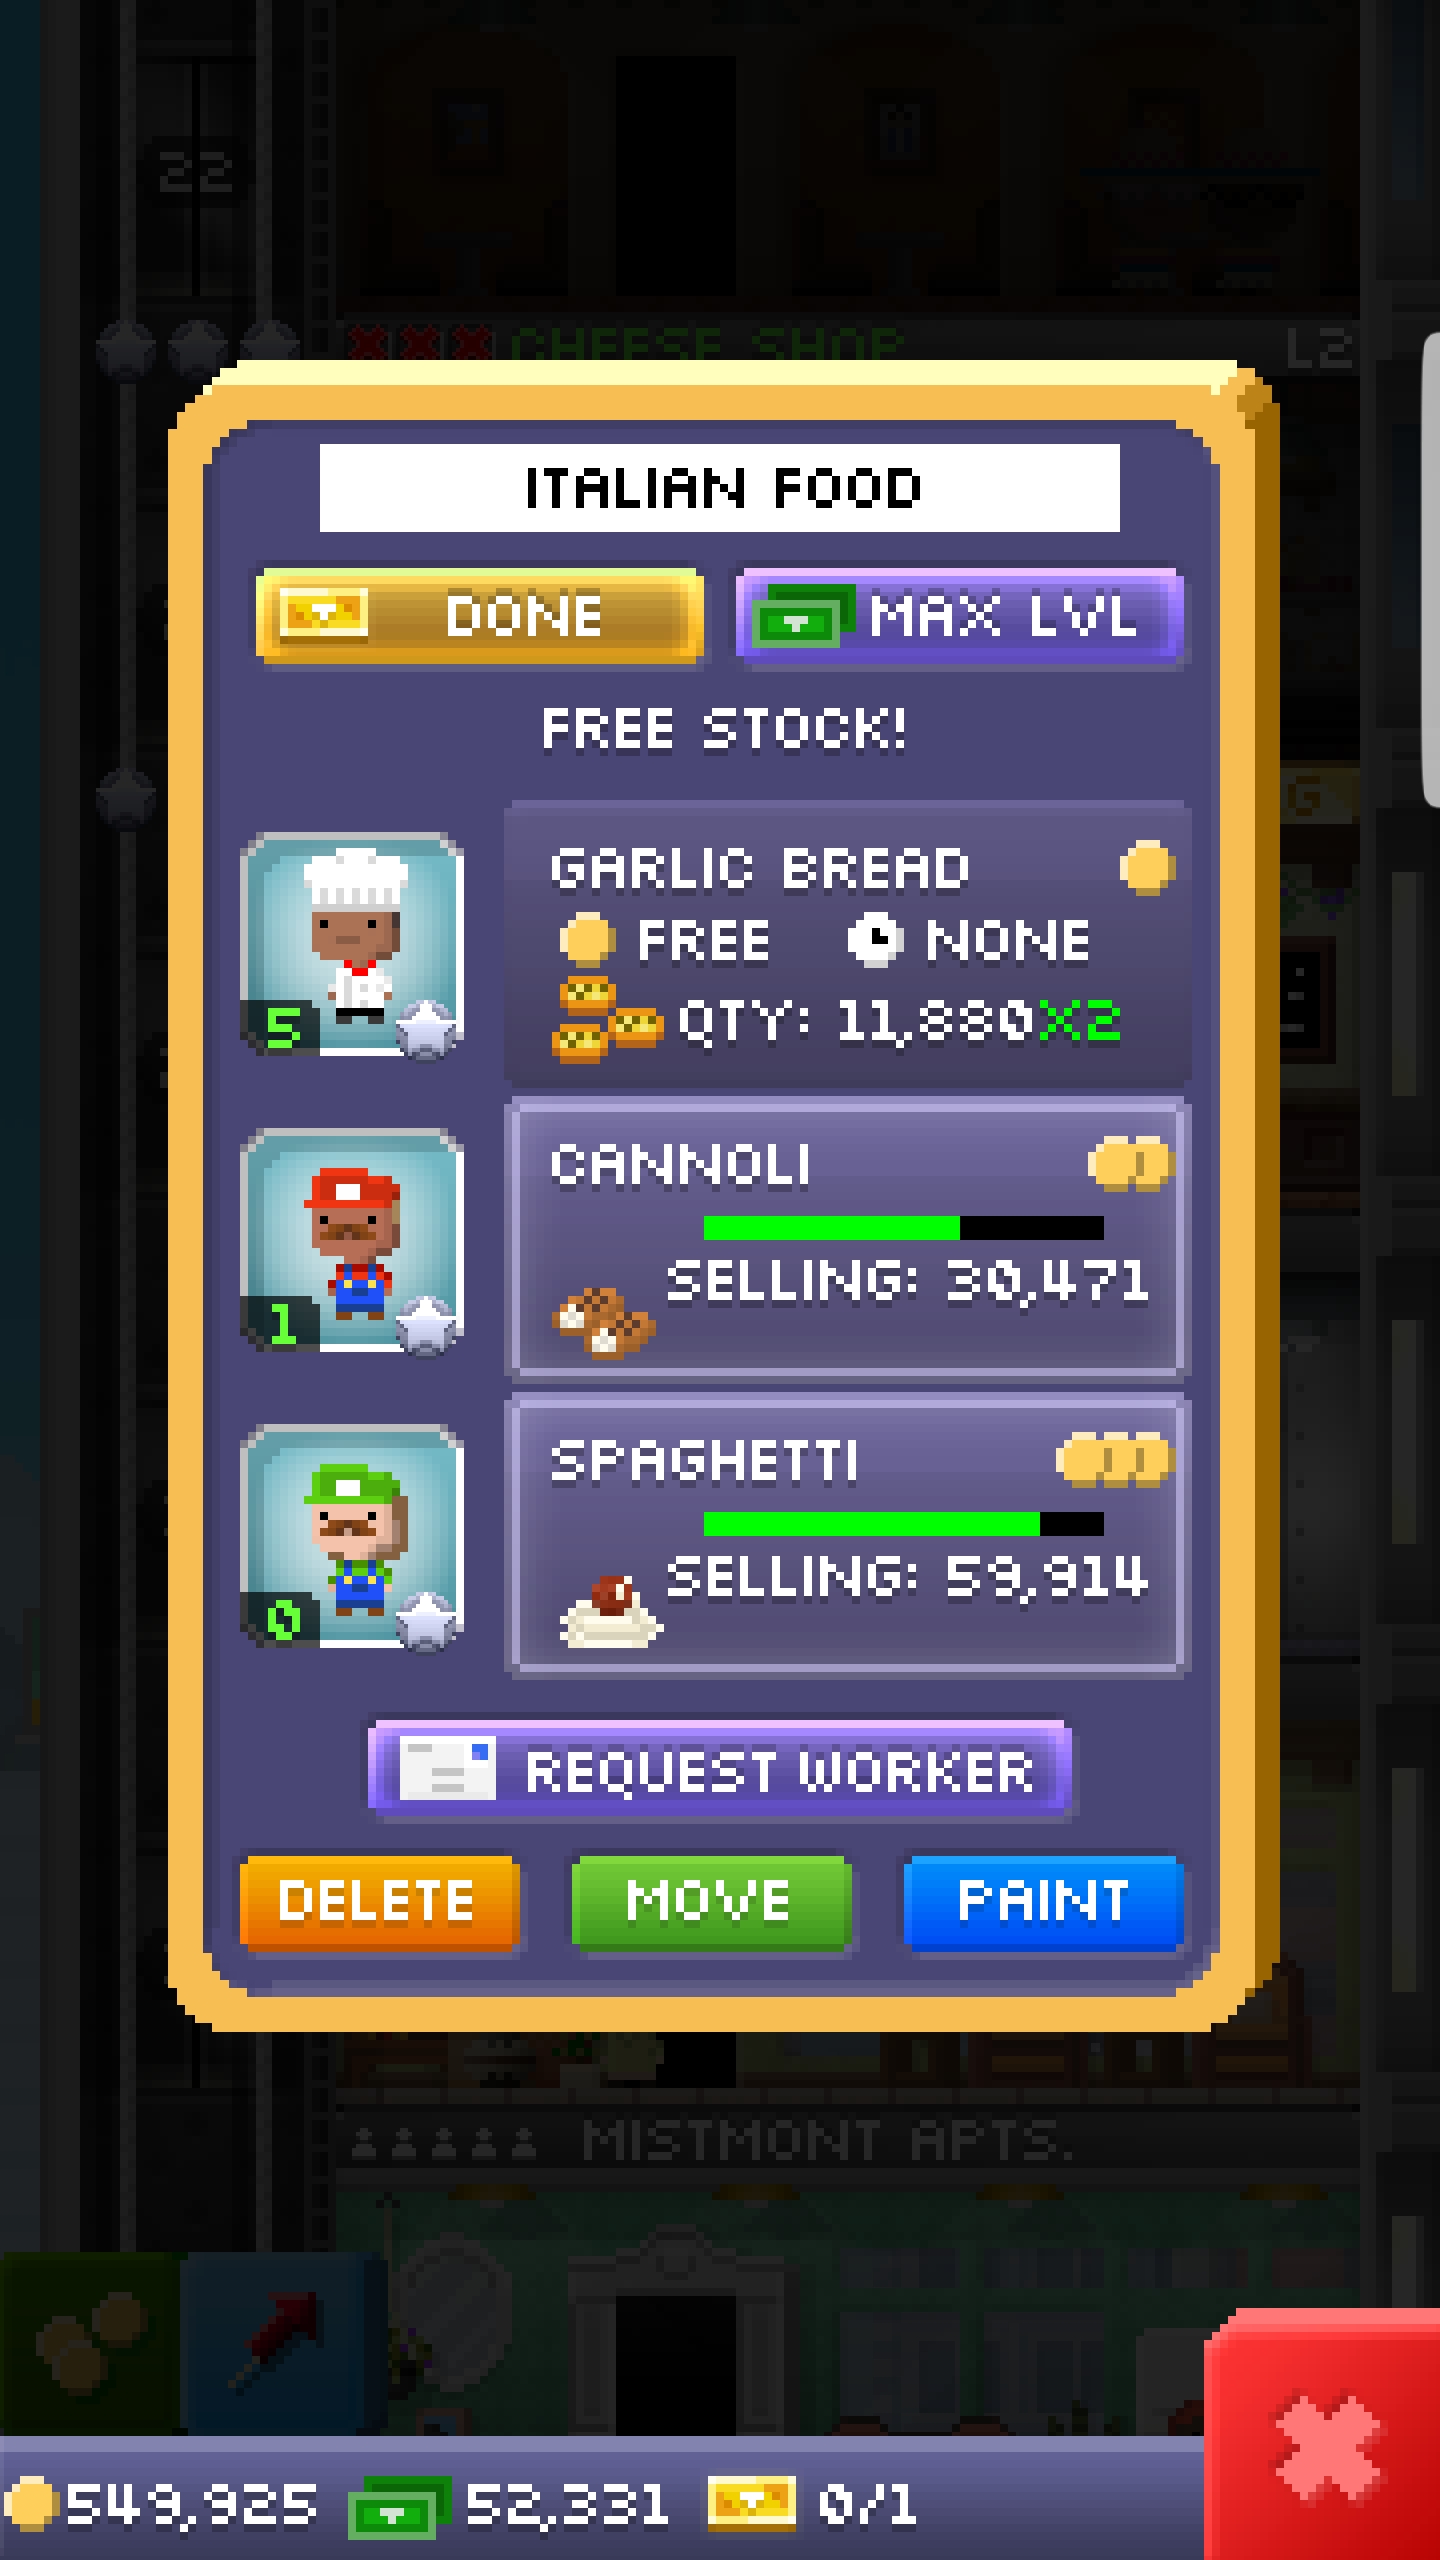 22
CHEESE SHOP L2
ITALIAN FOOD
DONE MAX LVL
FREE STOCK!
GARLIC BREAD
FREE NONE
5 QTY: 11,880X2
CANNOLI
SELLING: 30,471
1
SPAGHETTI
SELLING: 59,914
0
REQUEST WORKER
DELETE MOVE PAINT
MISTMONT APTS.
549,925 52,331 0/1